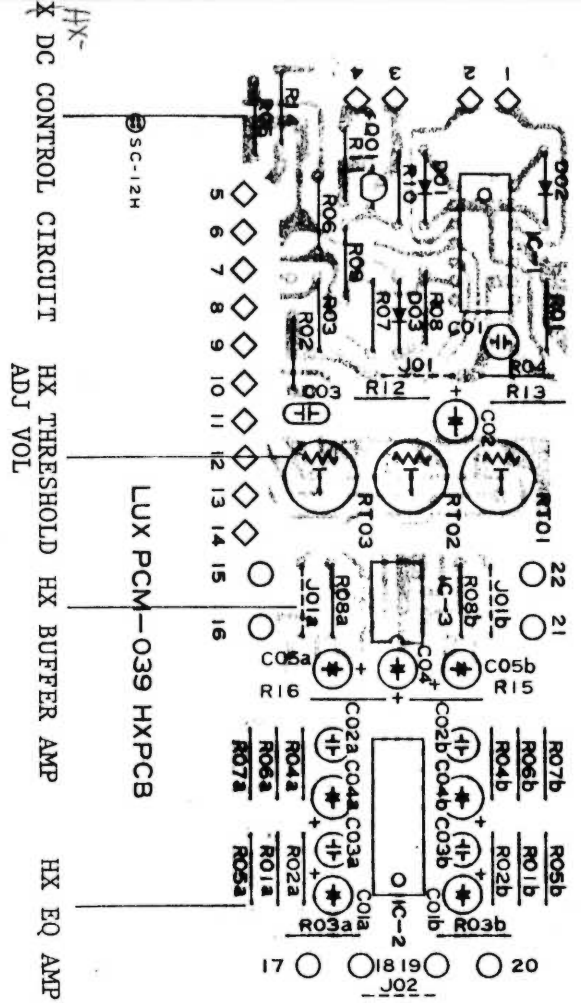 HX-
X DC CONTROL CIRCUIT
HX THRESHOLD
ADJ VOL
HX BUFFER AMP
HX EQ AMP
SC-12H
LUX PCM-039 HXPCB
1
2
3
4
D02
IC-1
R01
D01
R10
R11
R05
R06
R09
R08
D03
R07
R03
R02
C01
R04
J01
R13
R12
C03
C02
RT01
RT02
RT03
5
6
7
8
9
10
11
12
13
14
15
16
22
21
J01b
R08b
IC-3
R08a
J01a
C05b
C04
C05a
R15
R16
R07b
R06b
R04b
C02b
C04b
C02a
C04a
R04a
R06a
R07a
R05b
R01b
R02b
C03b
C01b
IC-2
C03a
C01a
R02a
R01a
R05a
R03b
R03a
17
18
19
20
J02